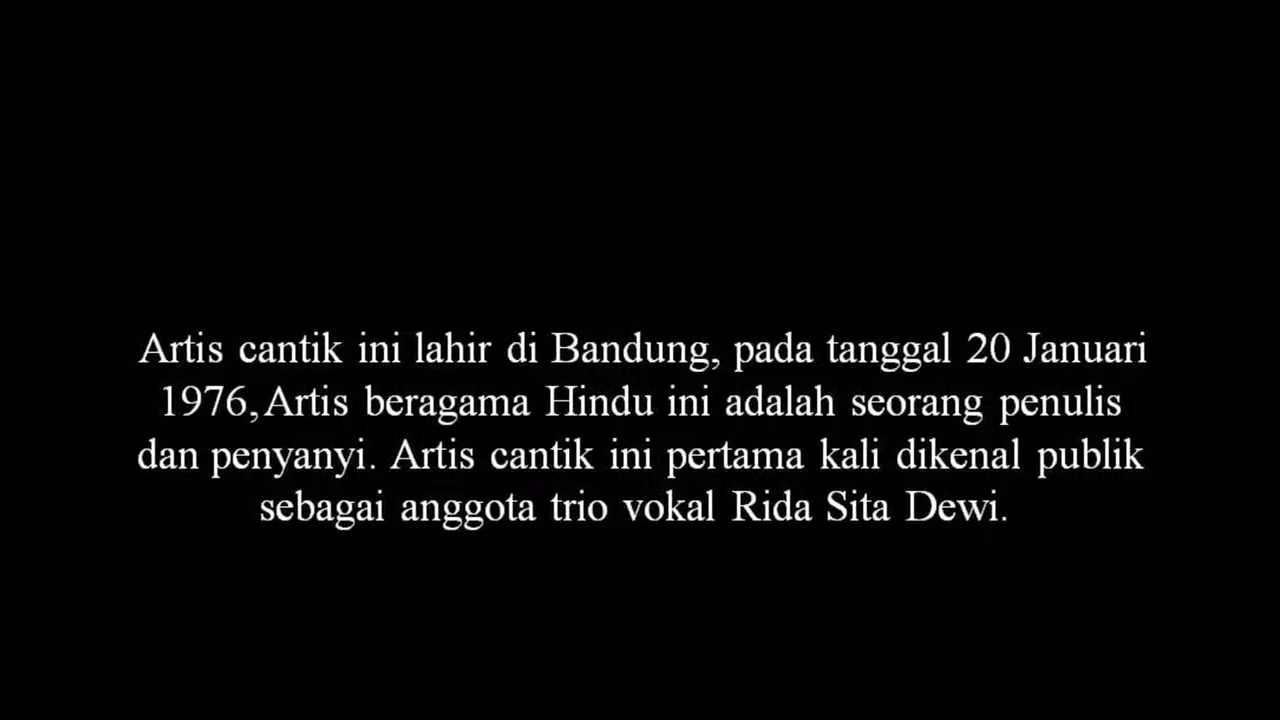 Artis cantik ini lahir di Bandung, pada tanggal 20 Januari
1976,Artis beragama Hindu ini adalah seorang penulis
dan penyanyi. Artis cantik ini pertama kali dikenal publik
sebagai anggota trio vokal Rida Sita Dewi.